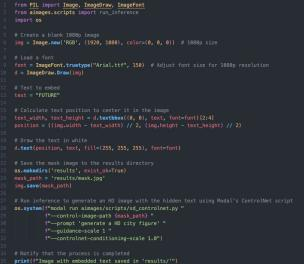 from PIL import Image, ImageDraw, ImageFont
from aimages.scripts import run_inference
import os
# Create a blank 1080p image
img = Image.new('RGB', (1920, 1080), color=(0, 0, 0))  # 1080p size
# Load a font
font = ImageFont.truetype("Arial.ttf", 150)  # Adjust font size for 1080p resolution
d = ImageDraw.Draw(img)
# Text to embed
text = "FUTURE"
# Calculate text position to center it in the image
text_width, text_height = d.textbbox((0, 0), text, font=font)[2:4]
position = ((img.width - text_width) // 2, (img.height - text_height) // 2)
# Draw the text in white
d.text(position, text, fill=(255, 255, 255), font=font)
# Save the mask image to the results directory
os.makedirs('results', exist_ok=True)
mask_path = 'results/mask.jpg'
img.save(mask_path)
# Run inference to generate an HD image with the hidden text using Modal's ControlNet script
os.system(f"modal run aimages/scripts/sd_controlnet.py "
f"--control-image-path {mask_path} "
f"--prompt 'generate a HD city figure' "
f"--guidance-scale 1 "
f"--controlnet-conditioning-scale 1.0")
# Notify that the process is completed
print(f"Image with embedded text saved in 'results/'")